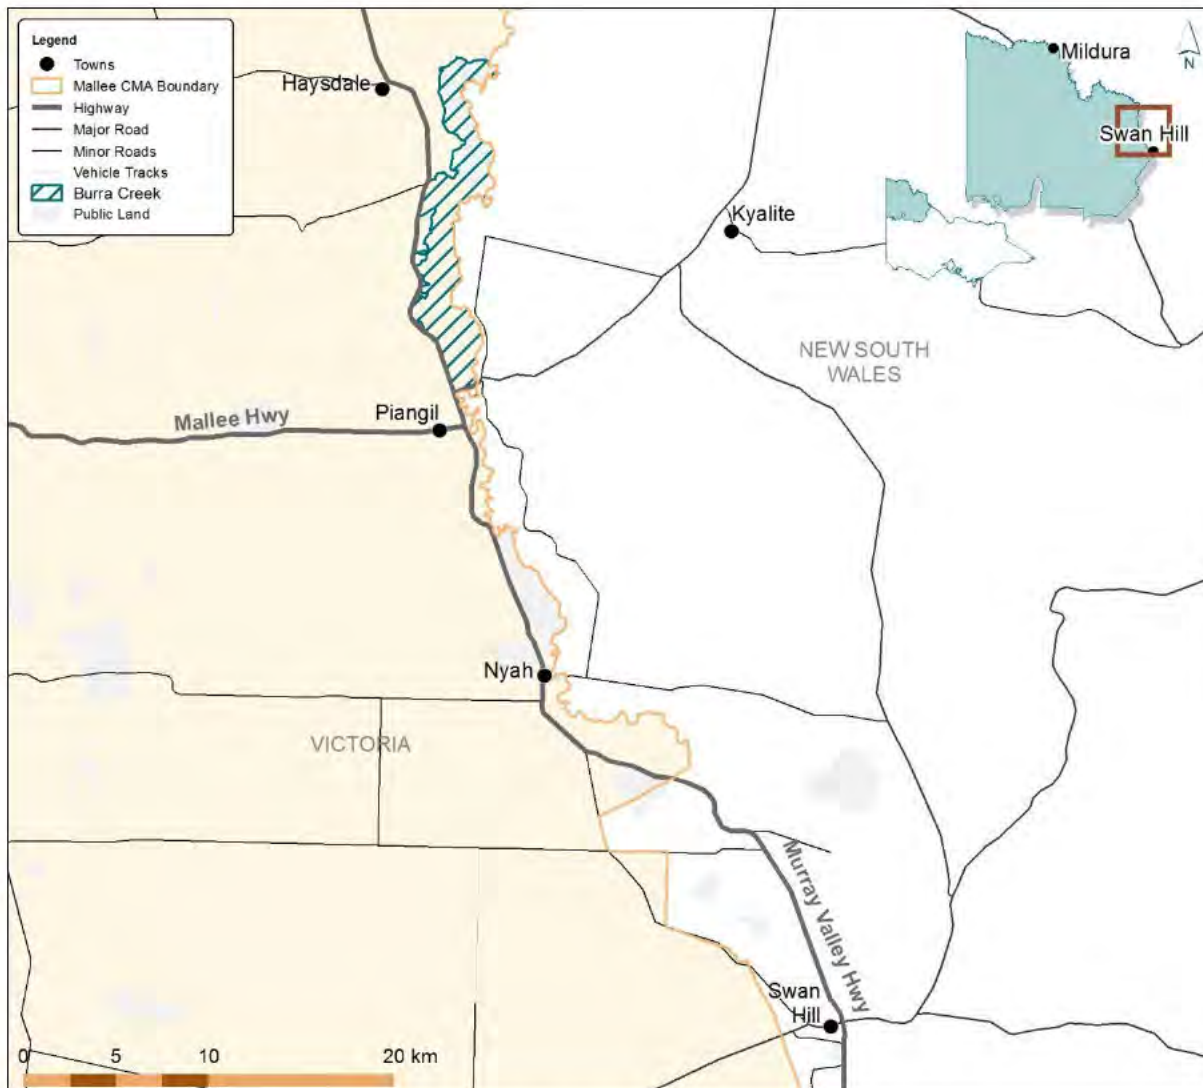 Legend
Towns
Mallee CMA Boundary
Highway
Major Road
Minor Roads
Vehicle Tracks
Burra Creek
Public Land
Haysdale
Mildura
N
Swan Hill
Kyalite
NEW SOUTH
WALES
Mallee Hwy
Piangil
Nyah
VICTORIA
Murray Valley Hwy
Swan
Hill
0 5 10 20 km